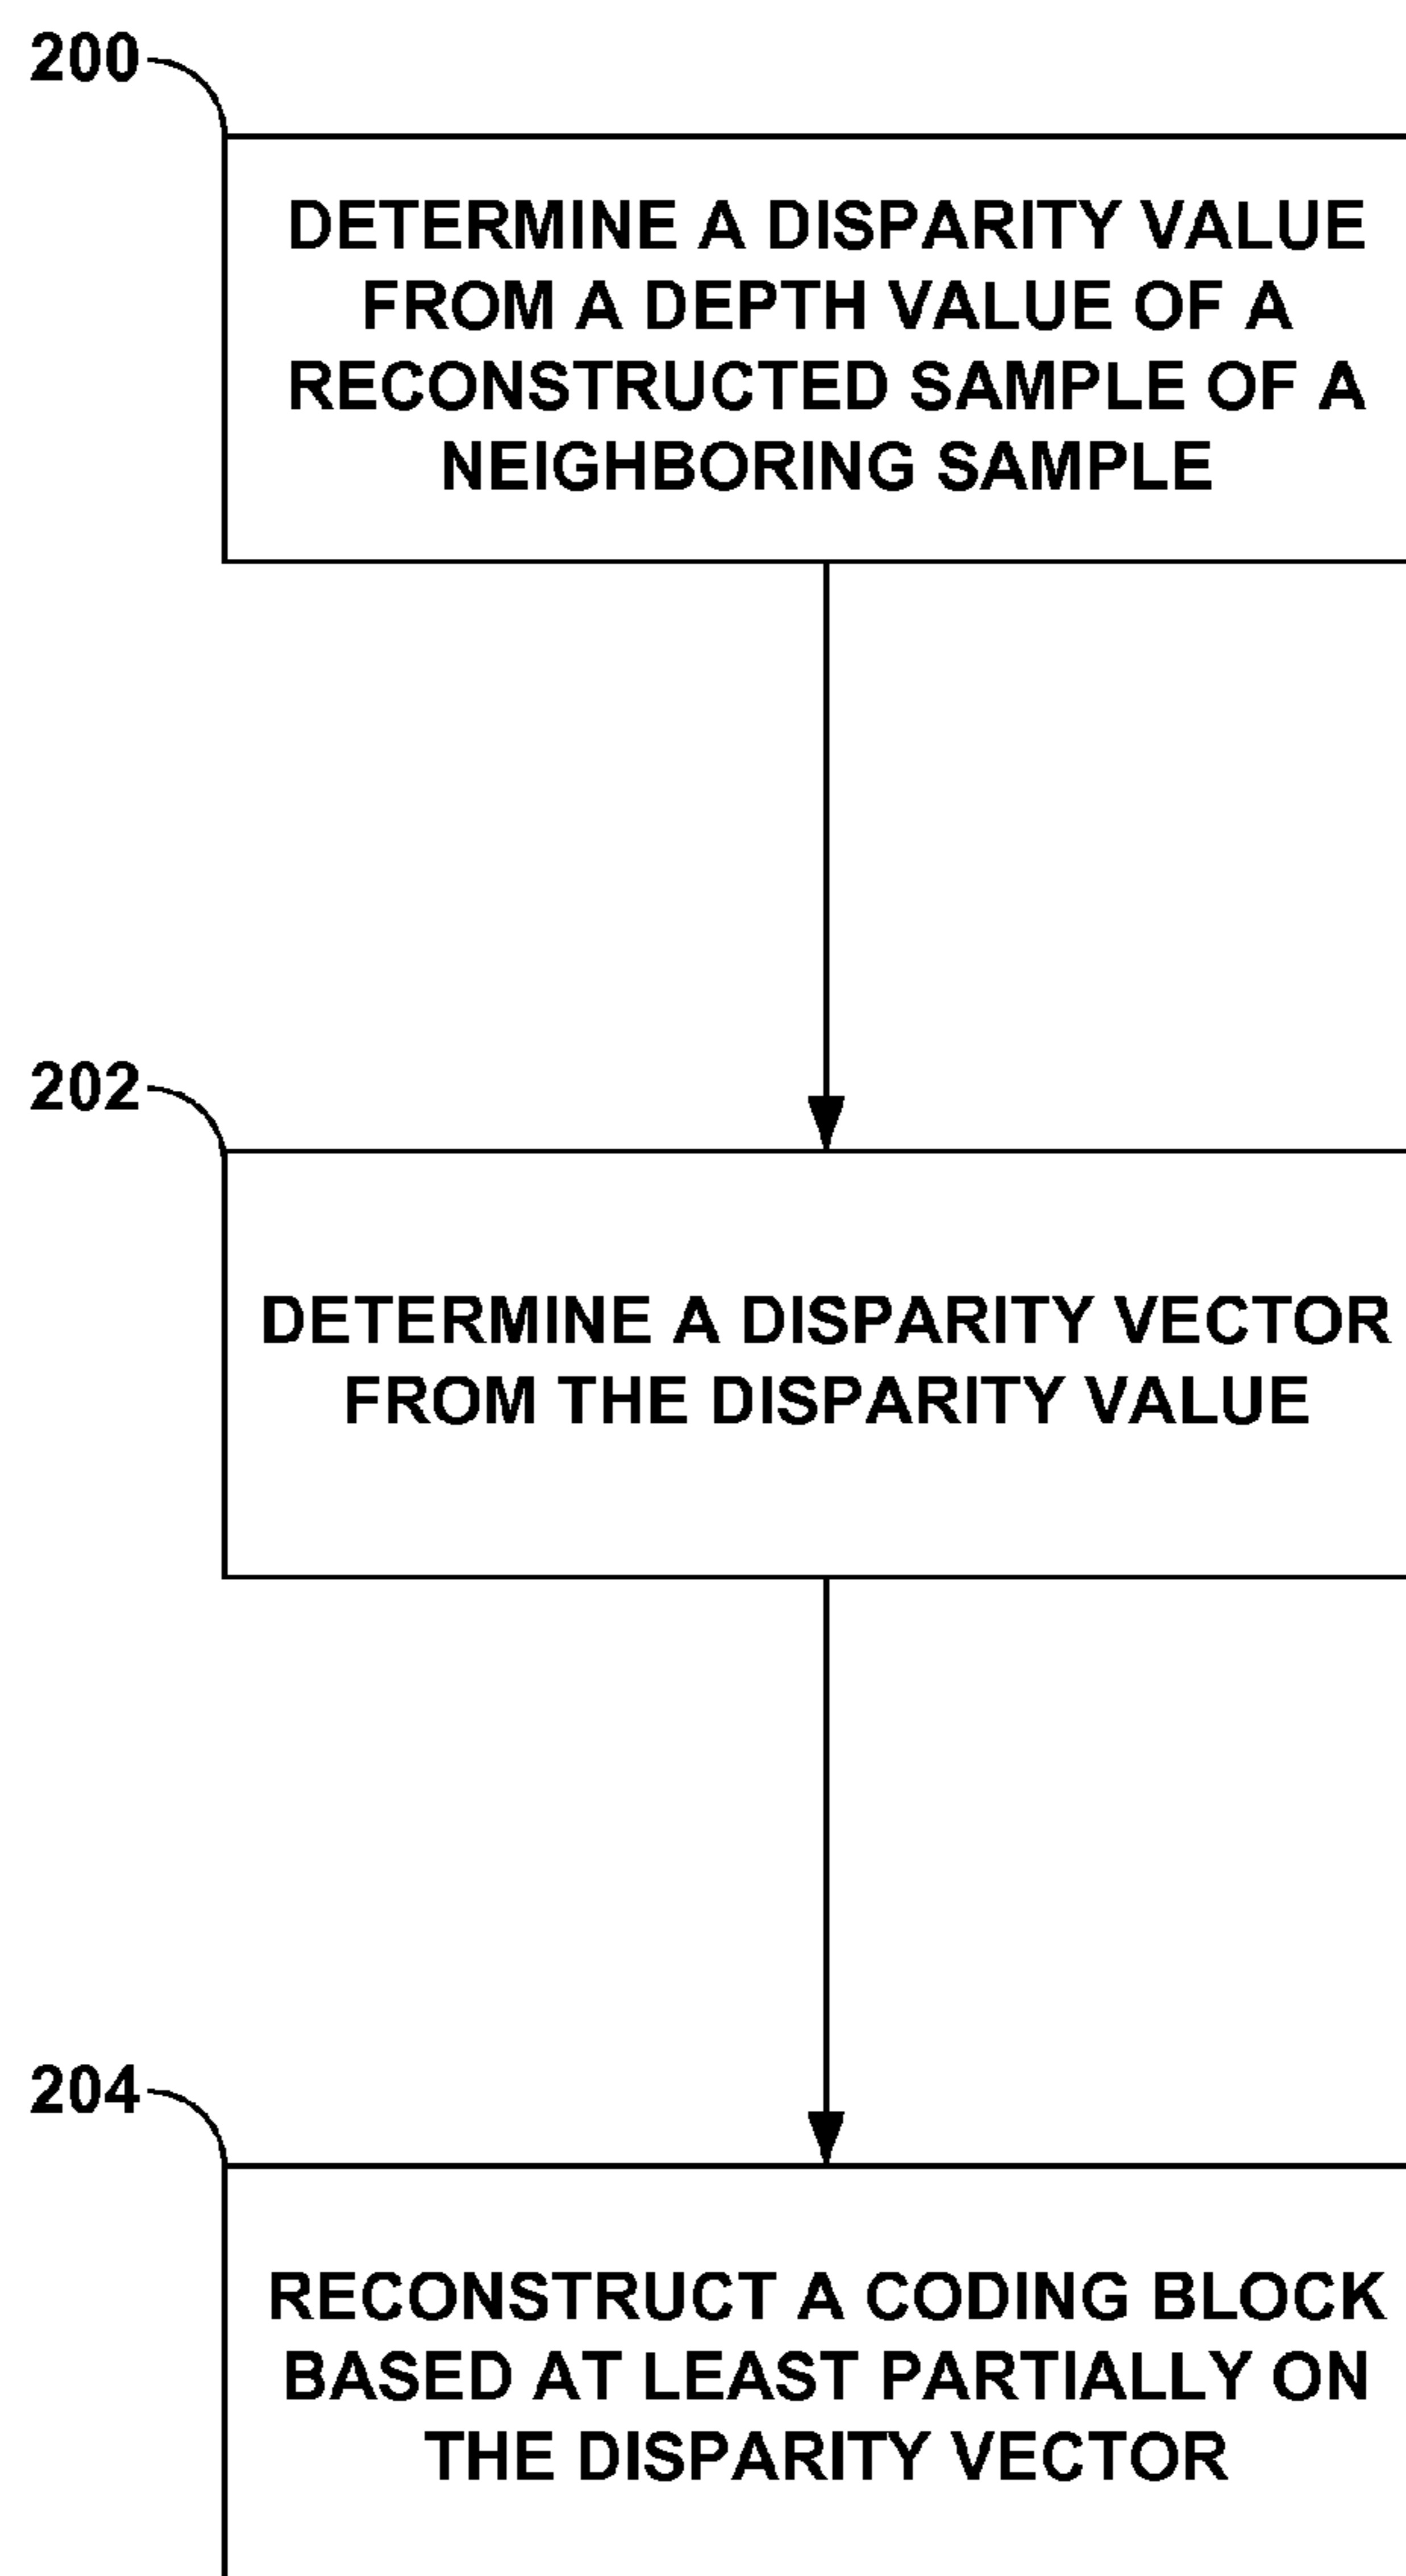 200
DETERMINE A DISPARITY VALUE
FROM A DEPTH VALUE OF A
RECONSTRUCTED SAMPLE OF A
NEIGHBORING SAMPLE
202
DETERMINE A DISPARITY VECTOR
FROM THE DISPARITY VALUE
204
RECONSTRUCT A CODING BLOCK
BASED AT LEAST PARTIALLY ON
THE DISPARITY VECTOR